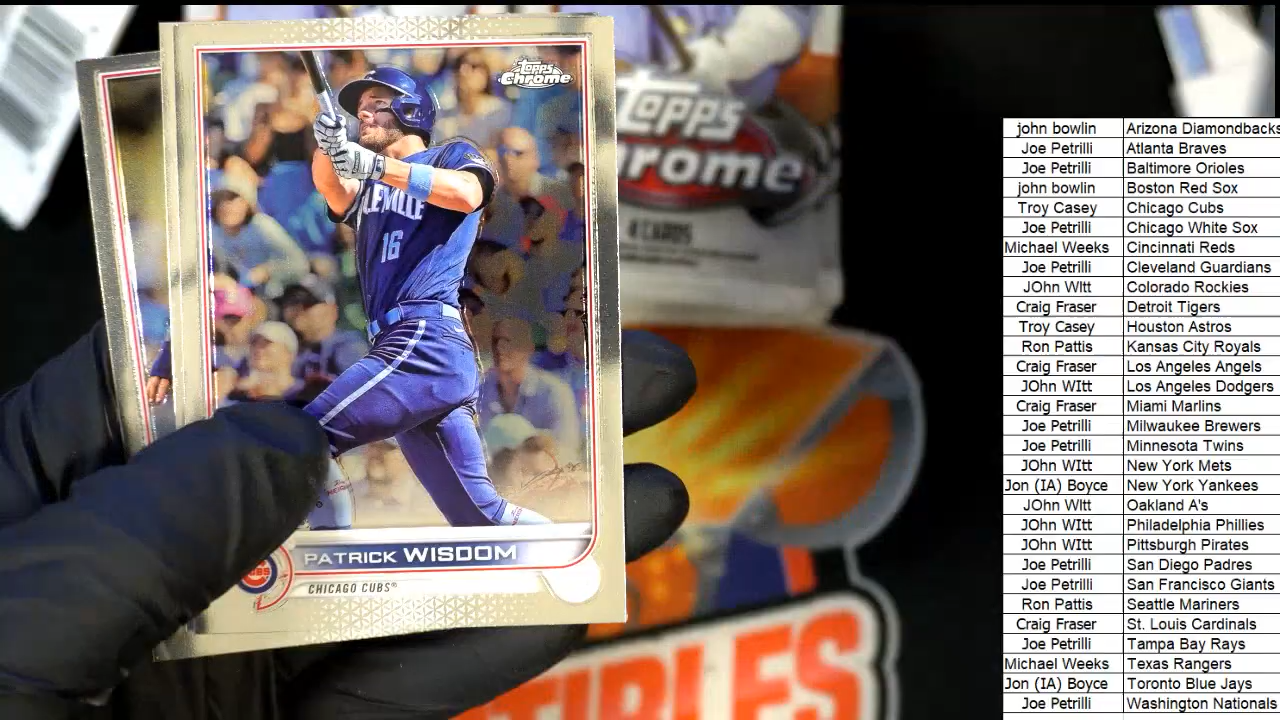 Topps
Chrome
LEYVILLE
16
PATRICK WISDOM
CUBS
CHICAGO CUBS®
Topps
Chrome
4 CARDS
john bowlin Arizona Diamondbacks
Joe Petrilli Atlanta Braves
Joe Petrilli Baltimore Orioles
john bowlin Boston Red Sox
Troy Casey Chicago Cubs
Joe Petrilli Chicago White Sox
Michael Weeks Cincinnati Reds
Joe Petrilli Cleveland Guardians
JOhn WItt Colorado Rockies
Craig Fraser Detroit Tigers
Troy Casey Houston Astros
Ron Pattis Kansas City Royals
Craig Fraser Los Angeles Angels
JOhn WItt Los Angeles Dodgers
Craig Fraser Miami Marlins
Joe Petrilli Milwaukee Brewers
Joe Petrilli Minnesota Twins
JOhn WItt New York Mets
Jon (IA) Boyce New York Yankees
JOhn WItt Oakland A's
JOhn WItt Philadelphia Phillies
JOhn WItt Pittsburgh Pirates
Joe Petrilli San Diego Padres
Joe Petrilli San Francisco Giants
Ron Pattis Seattle Mariners
Craig Fraser St. Louis Cardinals
Joe Petrilli Tampa Bay Rays
Michael Weeks Texas Rangers
Jon (IA) Boyce Toronto Blue Jays
Joe Petrilli Washington Nationals